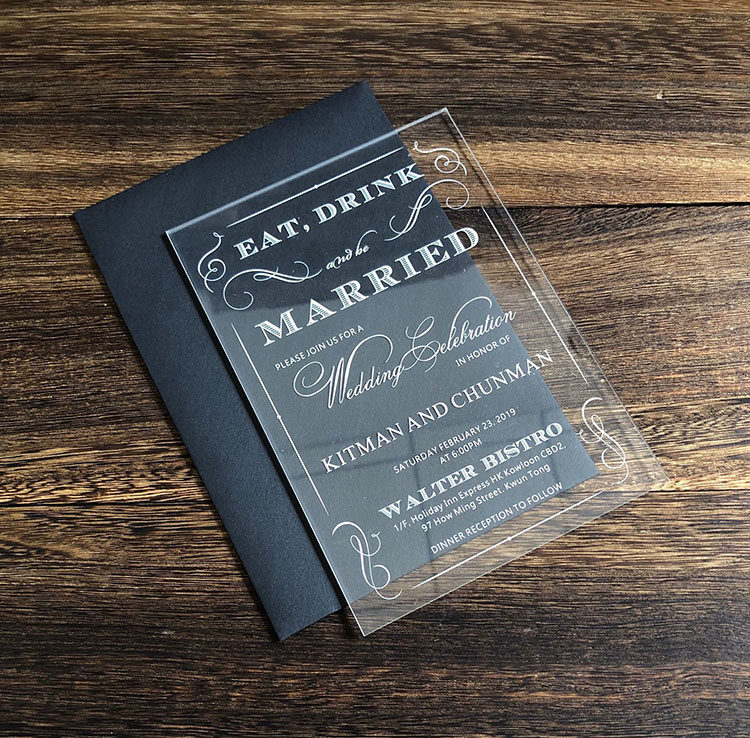 EAT, DRINK
and be
MARRIED
PLEASE JOIN US FOR A
Wedding Celebration
IN HONOR OF
KITMAN AND CHUNMAN
SATURDAY FEBRUARY 23, 2019
AT 6:00PM
WALTER BISTRO
1/F, Holiday Inn Express HK Kowloon CBD2,
97 How Ming Street, Kwun Tong
DINNER RECEPTION TO FOLLOW